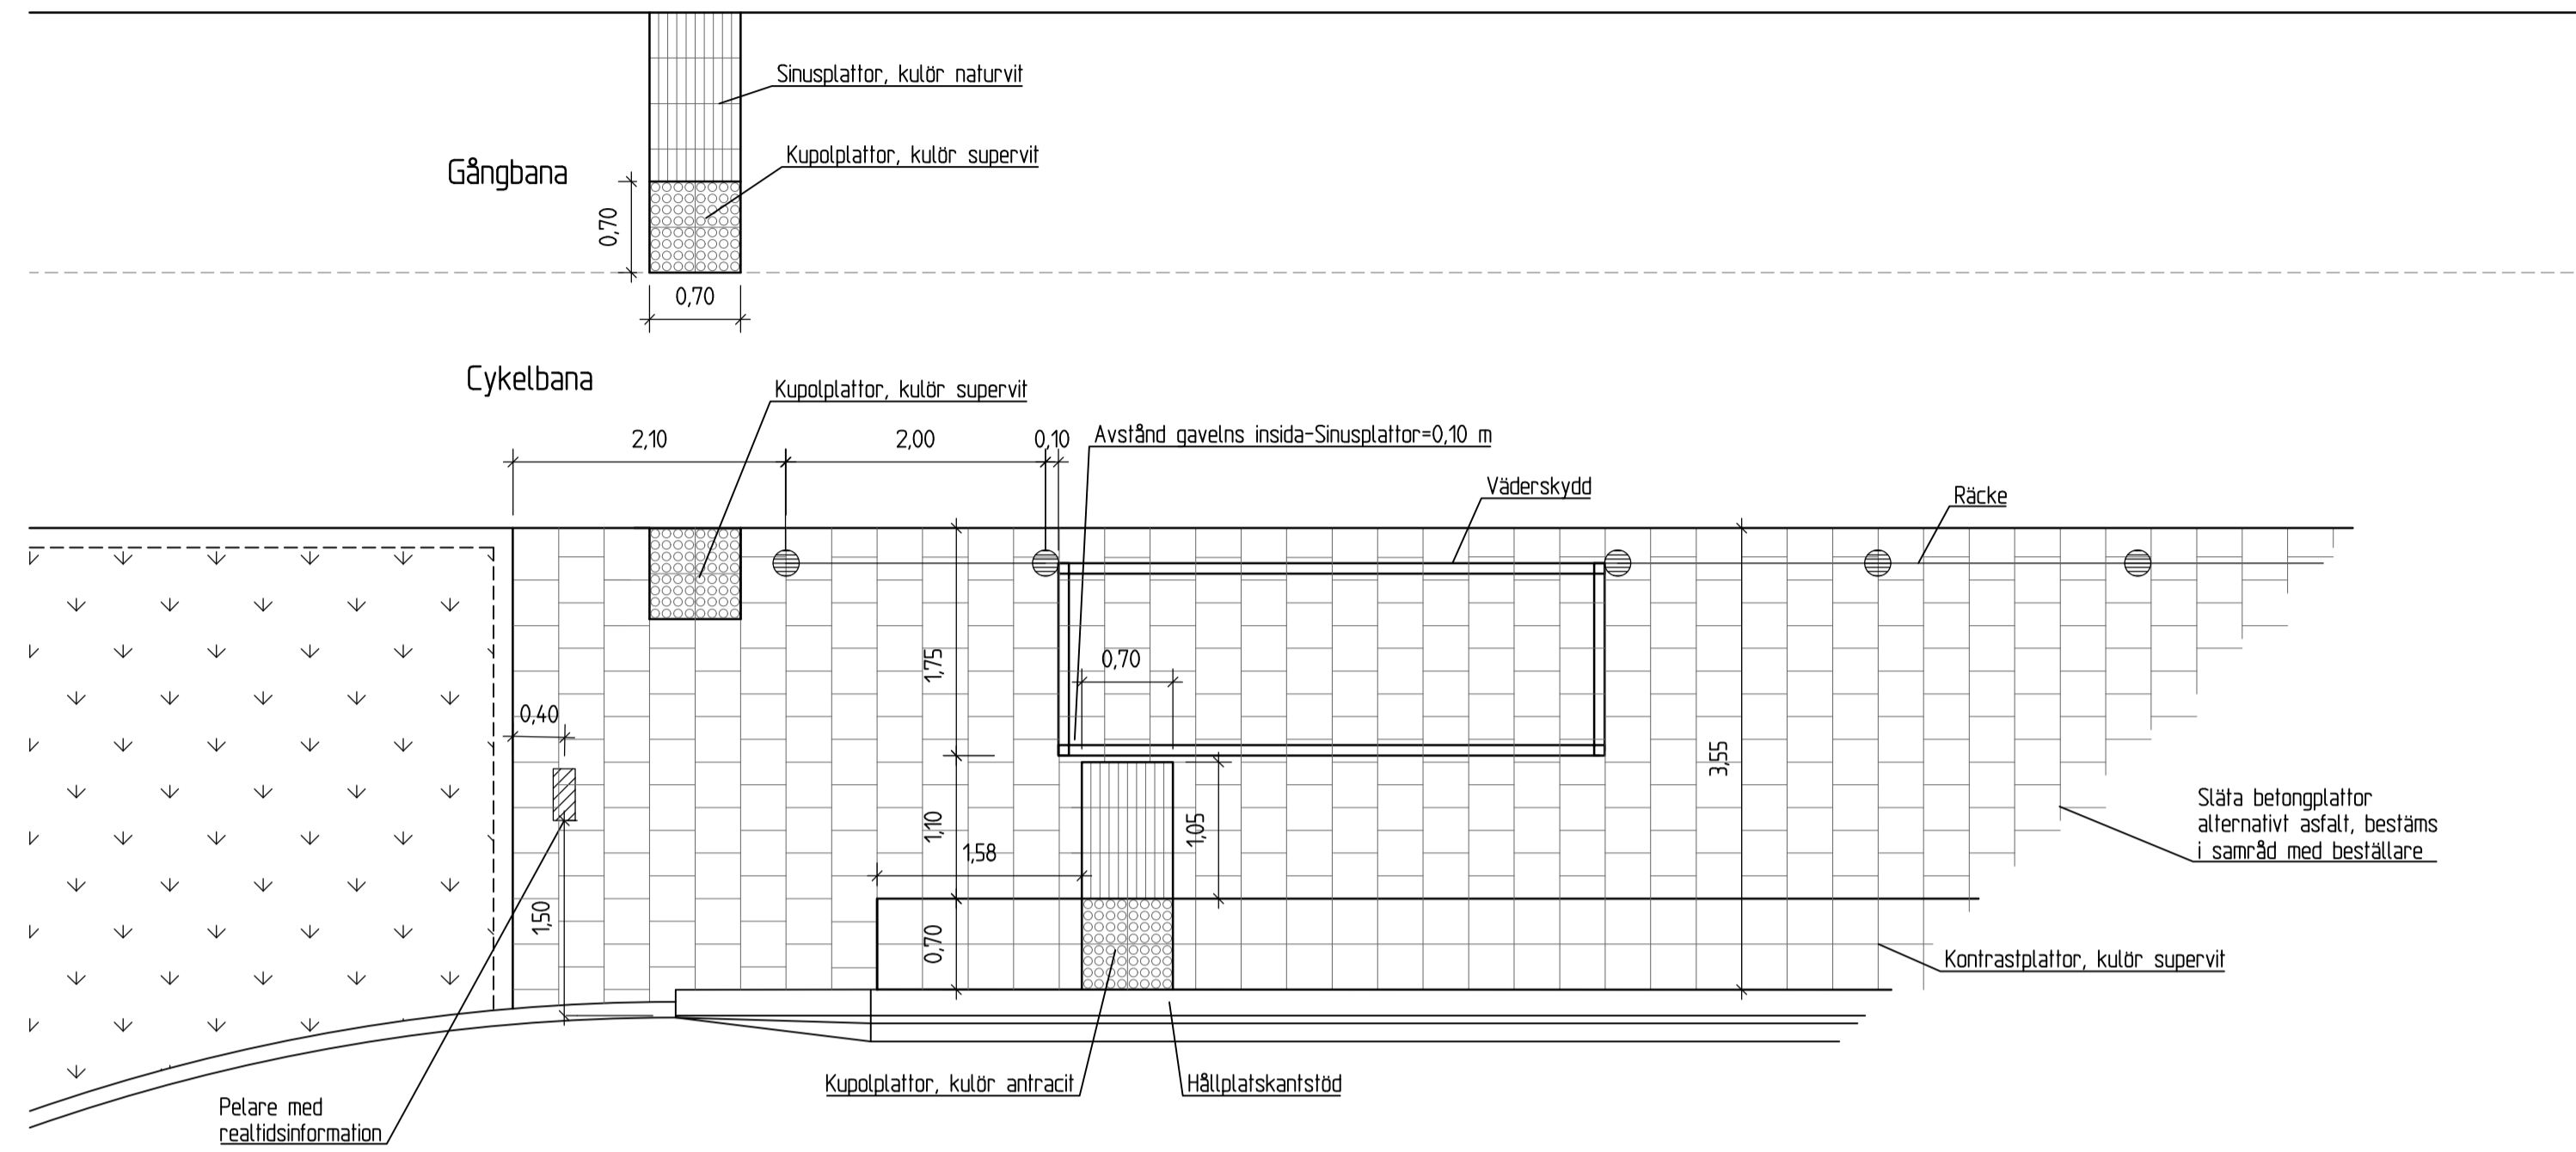 Sinusplattor, kulör naturvit
Kupolplattor, kulör supervit
Gångbana
0,70
0,70
Cykelbana
Kupolplattor, kulör supervit
2,10
2,00
0,10
Avstånd gavelns insida-Sinusplattor=0,10 m
Väderskydd
Räcke
1,75
0,70
0,40
3,55
Släta betongplattor
alternativt asfalt, bestäms
i samråd med beställare
1,10
1,05
1,58
1,50
0,70
Kontrastplattor, kulör supervit
Kupolplattor, kulör antracit
Hållplatskantstöd
Pelare med
realtidsinformation